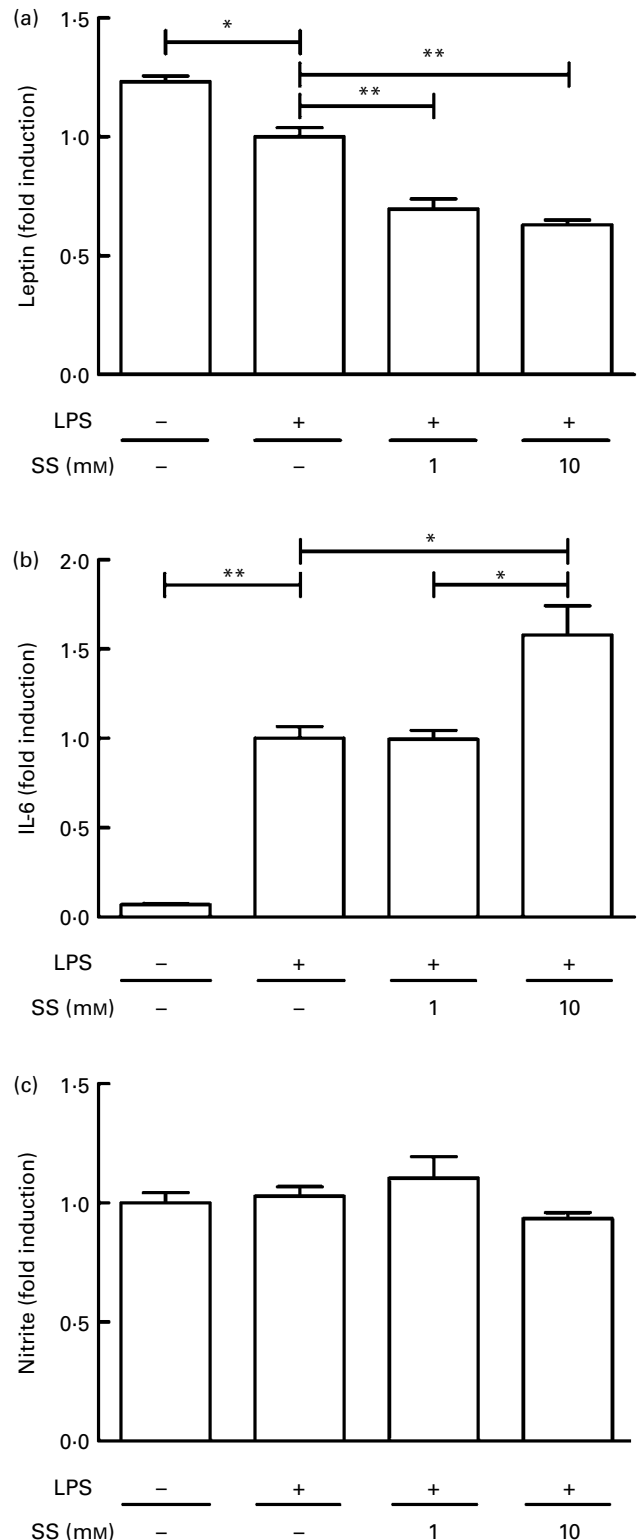 (a)
1·5
*
**
**
1·0
0·5
0·0
Leptin (fold induction)
LPS – + + +
SS (mM) – – 1 10
(b)
2·0
*
**
*
1·5
1·0
0·5
0·0
IL-6 (fold induction)
LPS – + + +
SS (mM) – – 1 10
(c)
1·5
1·0
0·5
0·0
Nitrite (fold induction)
LPS – + + +
SS (mM) – – 1 10